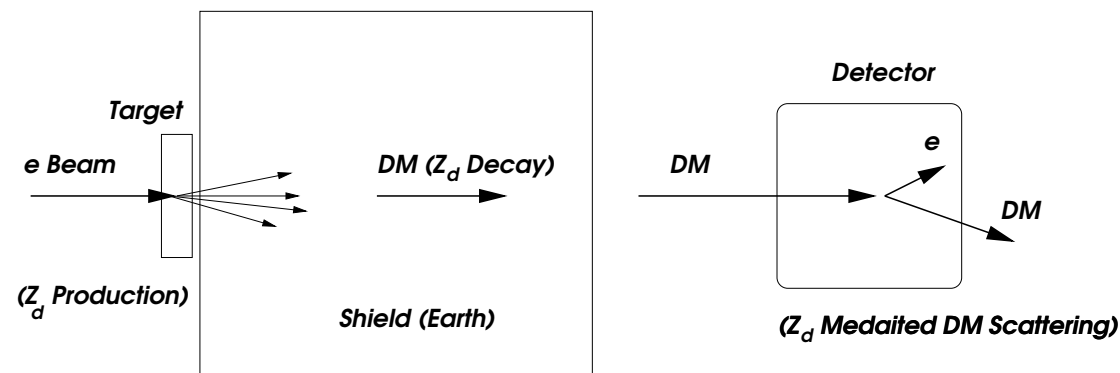 Detector
Target
e Beam
DM (Z_d Decay)
DM
e
DM
(Z_d Production)
Shield (Earth)
(Z_d Medaited DM Scattering)